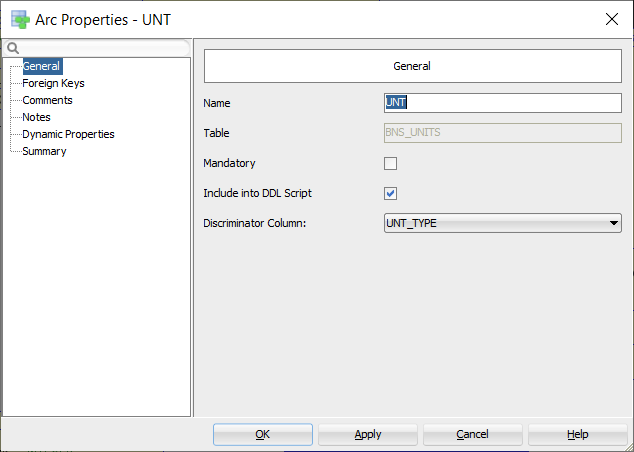 Arc Properties - UNT
General
Foreign Keys
Comments
Notes
Dynamic Properties
Summary
General
Name
UNT
Table
BNS_UNITS
Mandatory
Include into DDL Script
Discriminator Column:
UNT_TYPE
OK
Apply
Cancel
Help